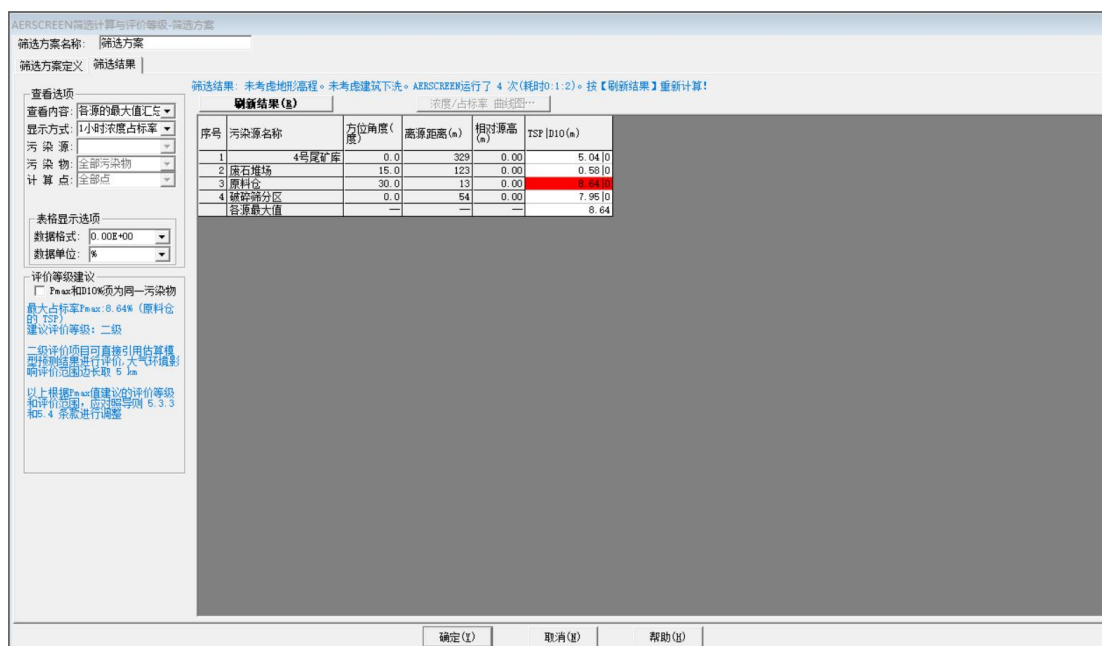 AERSCREEN筛选计算与评价等级-筛选方案
筛选方案名称: 筛选方案
筛选方案定义 筛选结果
筛选结果: 未考虑地形高程。未考虑建筑下洗。AERSCREEN运行了 4 次(耗时0:1:2)。按【刷新结果】重新计算!
刷新结果(R) 浓度/占标率 曲线图…
查看选项
查看内容: 各源的最大值汇总
显示方式: 1小时浓度占标率
污 染 源:
污 染 物: 全部污染物
计 算 点: 全部点
表格显示选项
数据格式: 0.00E+00
数据单位: %
评价等级建议
Pmax和D10%须为同一污染物
最大占标率Pmax:8.64% (原料仓
的 TSP)
建议评价等级: 二级
二级评价项目可直接引用估算模
型预测结果进行评价,大气环境影
响评价范围边长取 5 km
以上根据Pmax值建议的评价等级
和评价范围, 应对照导则 5.3.3
和5.4 条款进行调整
序号 污染源名称 方位角度(度) 离源距离(m) 相对源高(m) TSP|D10(m)
1 4号尾矿库 0.0 329 0.00 5.04|0
2 废石堆场 15.0 123 0.00 0.58|0
3 原料仓 30.0 13 0.00 8.64|0
4 破碎筛分区 0.0 54 0.00 7.95|0
各源最大值 — — — 8.64
确定(Y) 取消(N) 帮助(H)